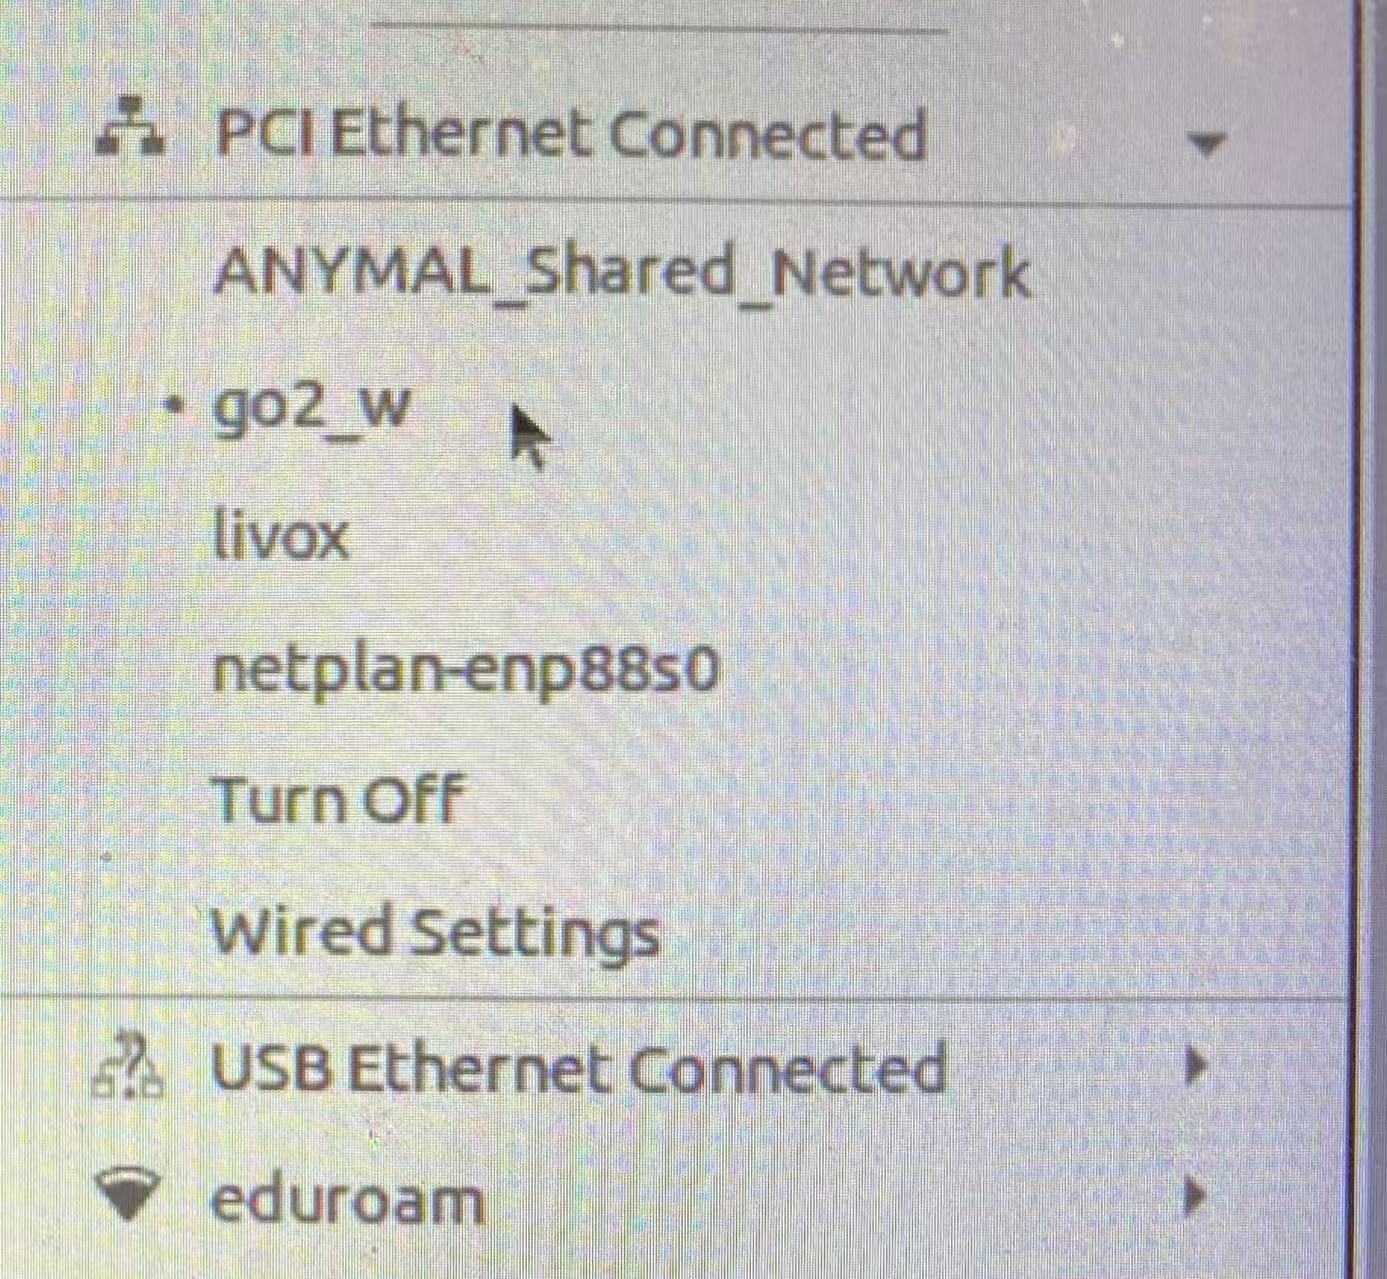 PCI Ethernet Connected
ANYMAL_Shared_Network
• go2_w
livox
netplan-enp88s0
Turn Off
Wired Settings
USB Ethernet Connected
eduroam